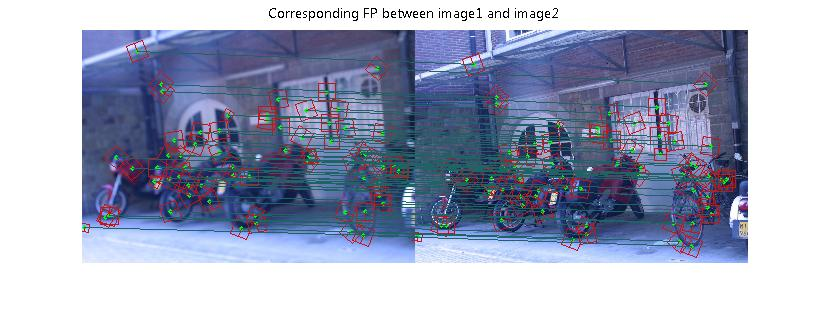 Corresponding FP between image1 and image2